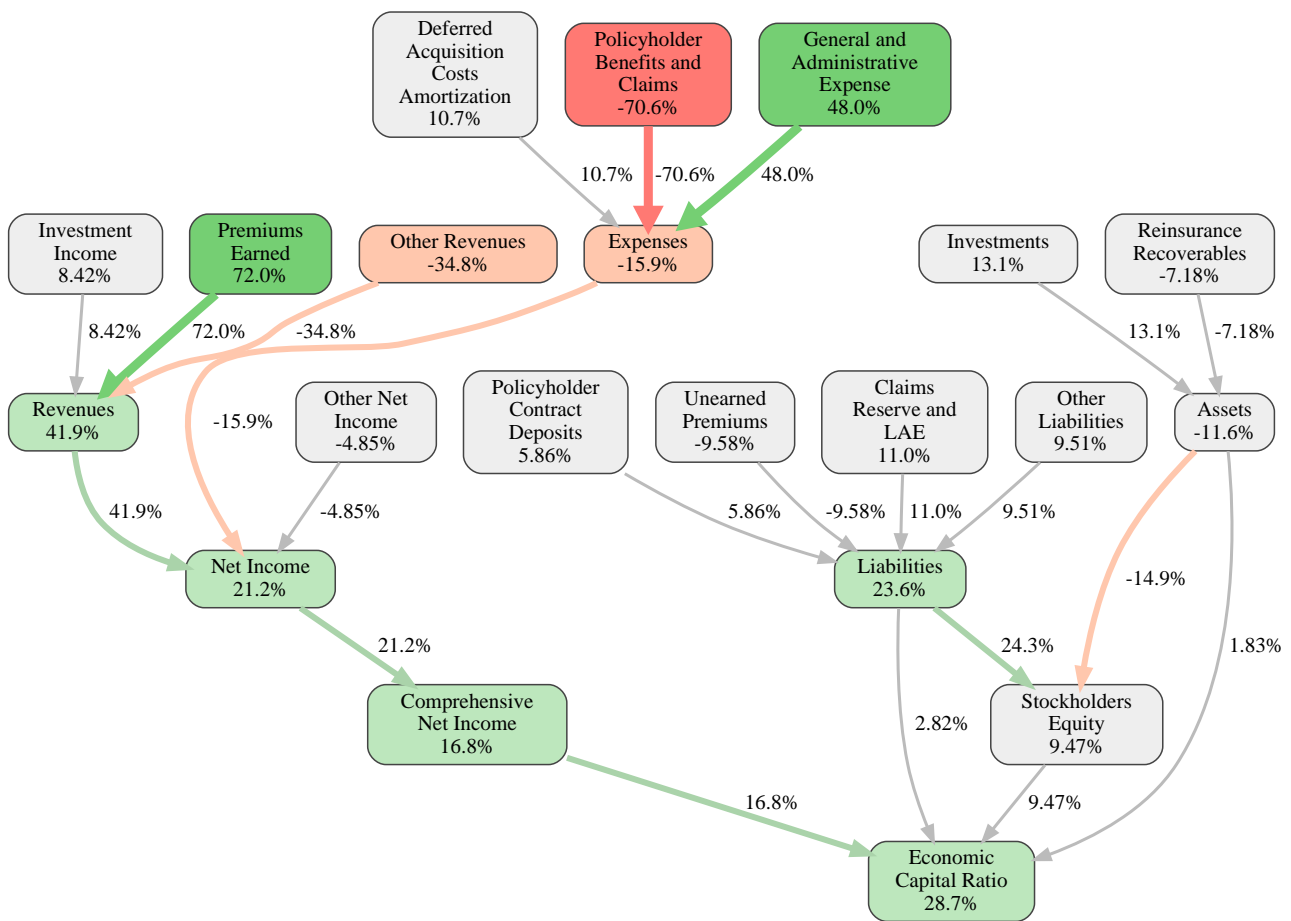 Deferred
Acquisition
Costs
Amortization
10.7%
Policyholder
Benefits and
Claims
-70.6%
General and
Administrative
Expense
48.0%
10.7%
-70.6%
48.0%
Investment
Income
8.42%
Premiums
Earned
72.0%
Other Revenues
-34.8%
Expenses
-15.9%
Investments
13.1%
Reinsurance
Recoverables
-7.18%
8.42%
72.0%
-34.8%
13.1%
-7.18%
Revenues
41.9%
-15.9%
Other Net
Income
-4.85%
Policyholder
Contract
Deposits
5.86%
Unearned
Premiums
-9.58%
Claims
Reserve and
LAE
11.0%
Other
Liabilities
9.51%
Assets
-11.6%
41.9%
-4.85%
5.86%
-9.58%
11.0%
9.51%
Net Income
21.2%
Liabilities
23.6%
-14.9%
21.2%
24.3%
1.83%
Comprehensive
Net Income
16.8%
2.82%
Stockholders
Equity
9.47%
16.8%
9.47%
Economic
Capital Ratio
28.7%